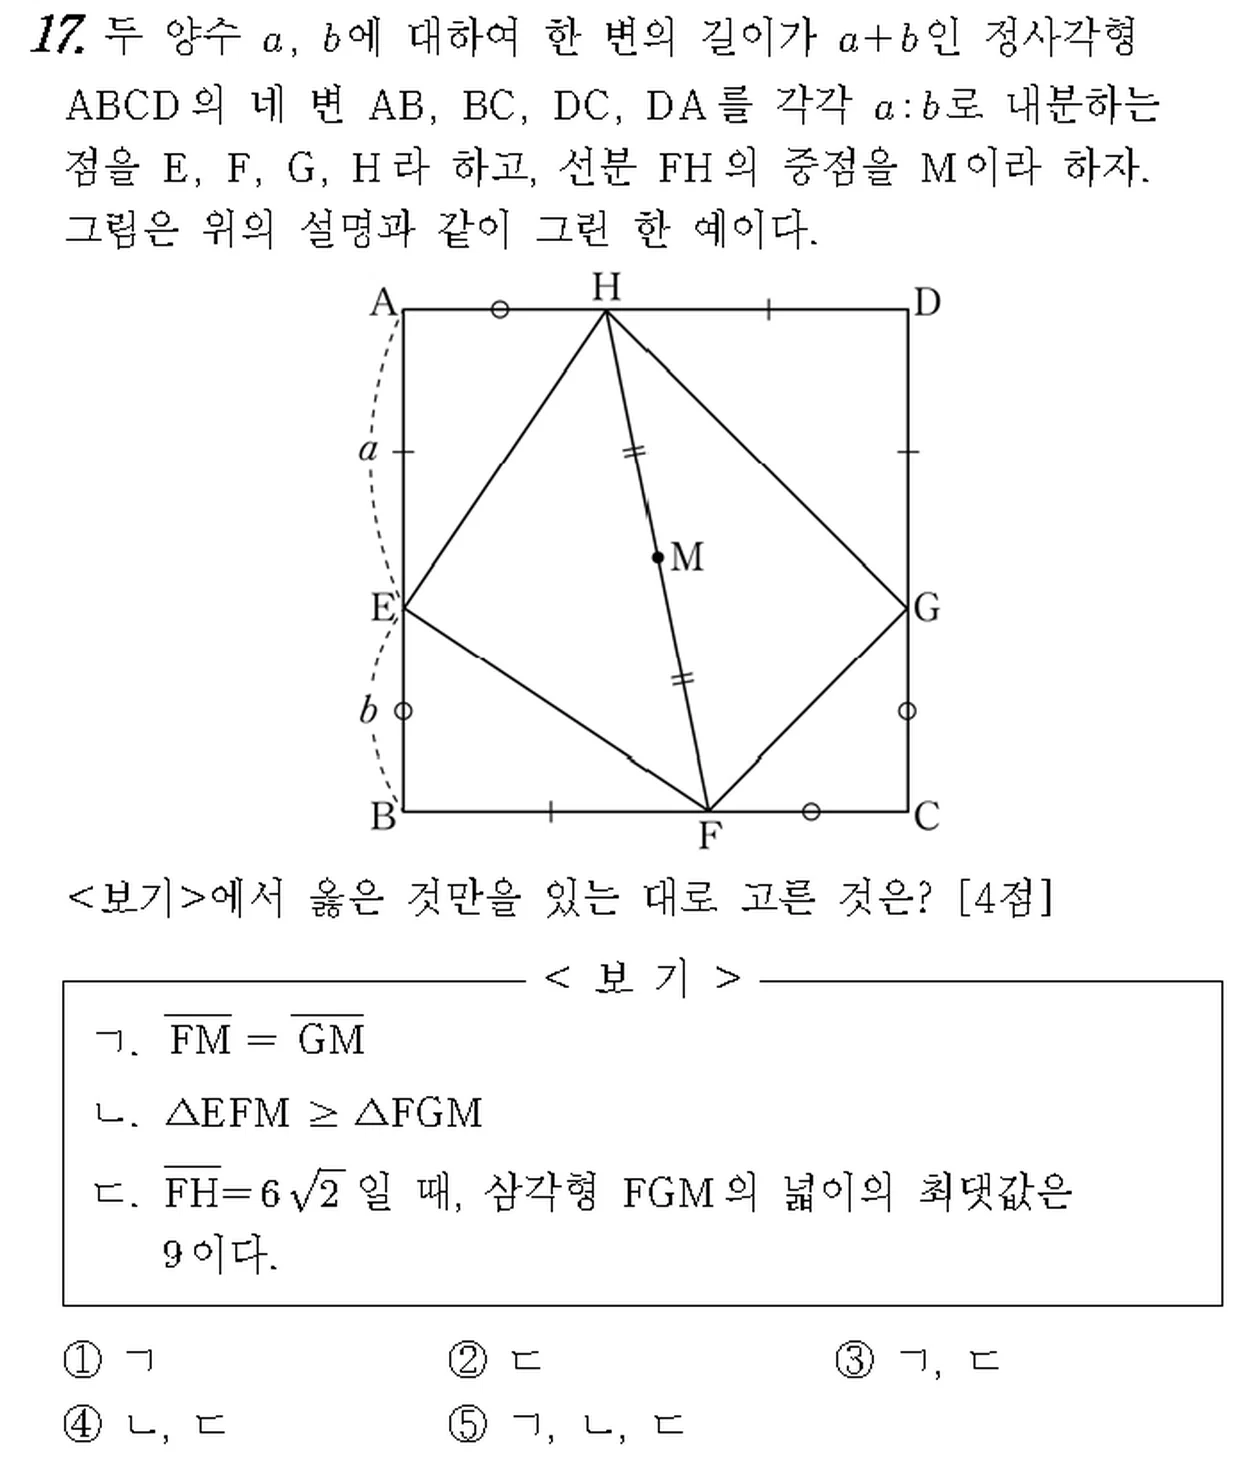 17. 두 양수 a, b에 대하여 한 변의 길이가 a+b인 정사각형
ABCD의 네 변 AB, BC, DC, DA를 각각 a:b로 내분하는
점을 E, F, G, H라 하고, 선분 FH의 중점을 M이라 하자.
그림은 위의 설명과 같이 그린 한 예이다.
H
A
D
a
M
E
G
b
B
C
F
<보기>에서 옳은 것만을 있는 대로 고른 것은? [4점]
< 보 기 >
ㄱ. F̅M̅ = G̅M̅
ㄴ. △EFM ≥ △FGM
ㄷ. F̅H̅=6√2 일 때, 삼각형 FGM의 넓이의 최댓값은
9이다.
① ㄱ ② ㄷ ③ ㄱ, ㄷ
④ ㄴ, ㄷ ⑤ ㄱ, ㄴ, ㄷ